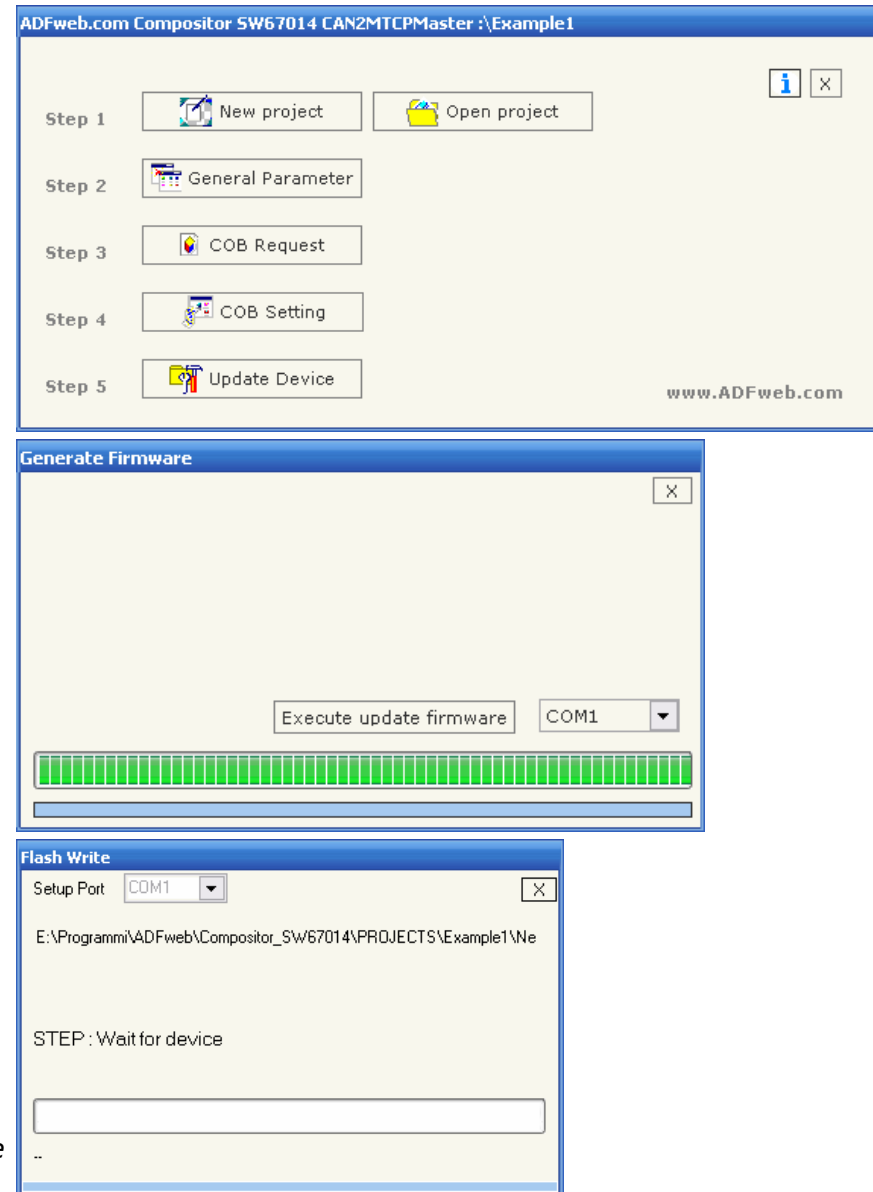 ADFweb.com Compositor SW67014 CAN2MTCPMaster :\Example1
i X
Step 1 New project Open project
Step 2 General Parameter
Step 3 COB Request
Step 4 COB Setting
Step 5 Update Device
www.ADFweb.com
Generate Firmware
X
Execute update firmware COM1
Flash Write
Setup Port COM1 X
E:\Programmi\ADFweb\Compositor_SW67014\PROJECTS\Example1\Ne
STEP : Wait for device
e
--